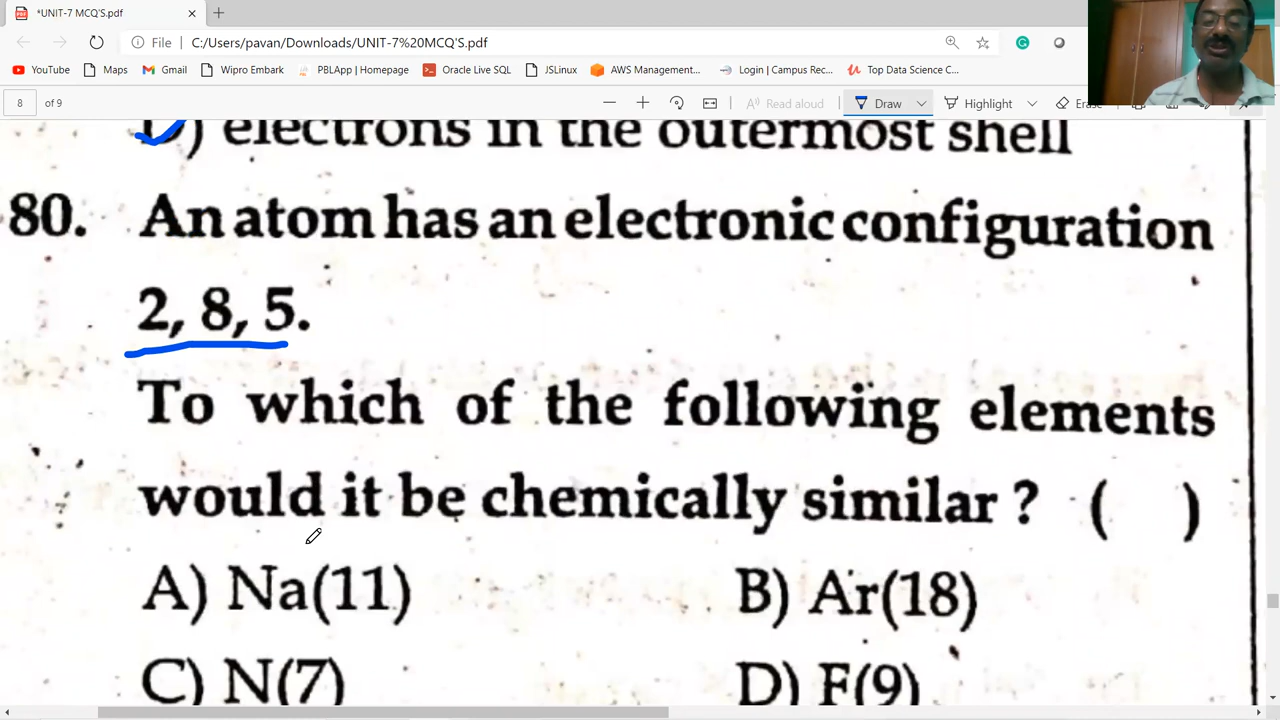 *UNIT-7 MCQ'S.pdf
File | C:/Users/pavan/Downloads/UNIT-7%20MCQ'S.pdf
YouTube Maps Gmail Wipro Embark PBLApp | Homepage Oracle Live SQL JSLinux AWS Management... Login | Campus Rec... Top Data Science C...
8 of 9 Read aloud Draw Highlight Erase
D) electrons in the outermost shell
80. An atom has an electronic configuration
2, 8, 5.
To which of the following elements
would it be chemically similar ? ( )
A) Na(11) B) Ar(18)
C) N(7) D) F(9)